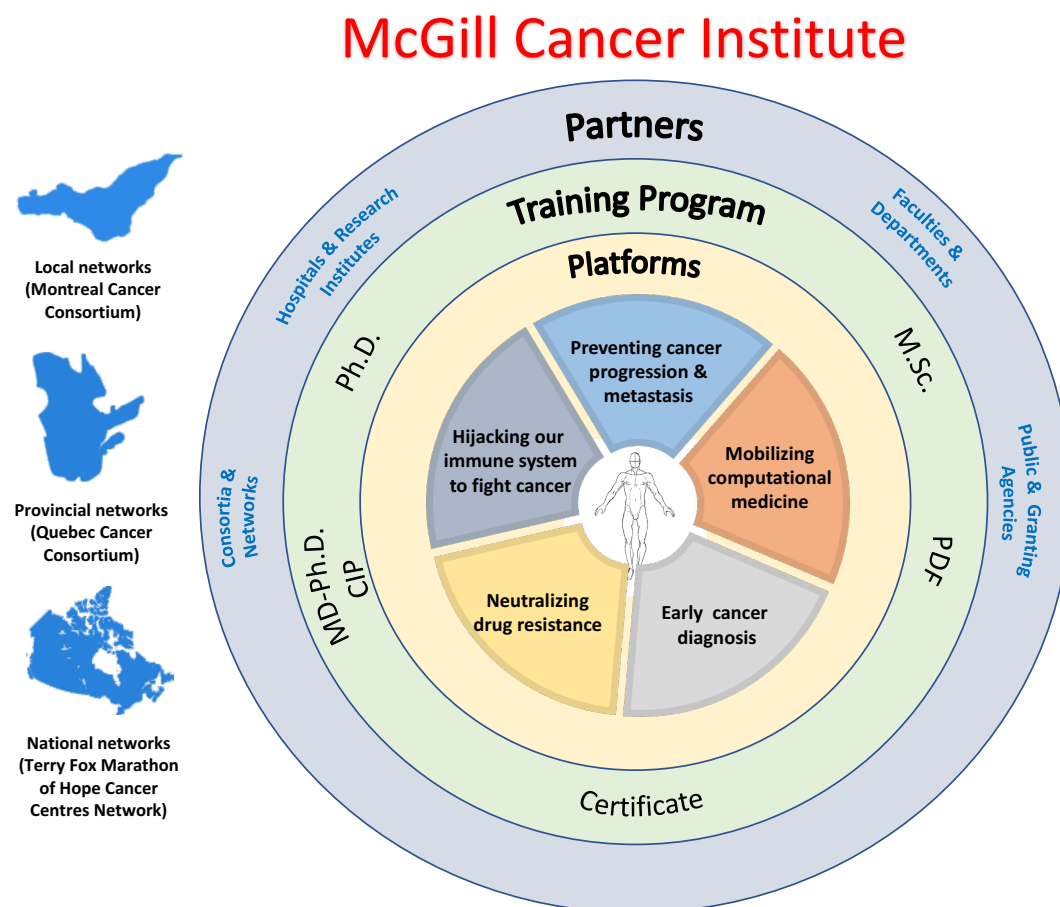 McGill Cancer Institute
Partners
Hospitals & Research
Institutes
Faculties &
Departments
Consortia &
Networks
Public & Granting
Agencies
Training Program
Ph.D.
M.Sc.
MD-Ph.D.
CIP
PDF
Certificate
Platforms
Preventing cancer
progression &
metastasis
Hijacking our
immune system
to fight cancer
Mobilizing
computational
medicine
Neutralizing
drug resistance
Early cancer
diagnosis
Local networks
(Montreal Cancer
Consortium)
Provincial networks
(Quebec Cancer
Consortium)
National networks
(Terry Fox Marathon
of Hope Cancer
Centres Network)